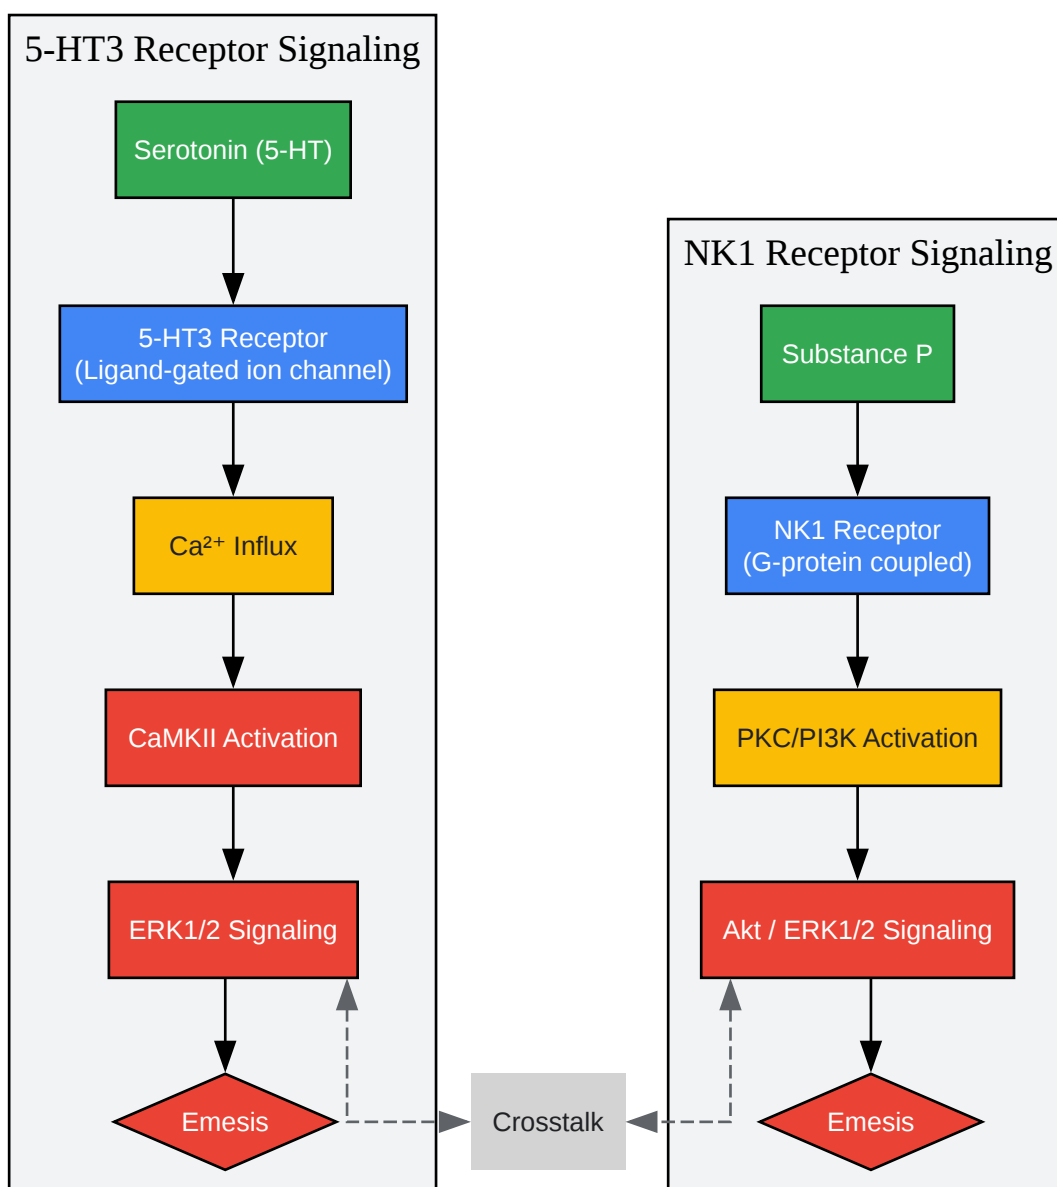 5-HT3 Receptor Signaling
Serotonin (5-HT)
5-HT3 Receptor
(Ligand-gated ion channel)
Ca²⁺ Influx
CaMKII Activation
ERK1/2 Signaling
Emesis
Crosstalk
NK1 Receptor Signaling
Substance P
NK1 Receptor
(G-protein coupled)
PKC/PI3K Activation
Akt / ERK1/2 Signaling
Emesis